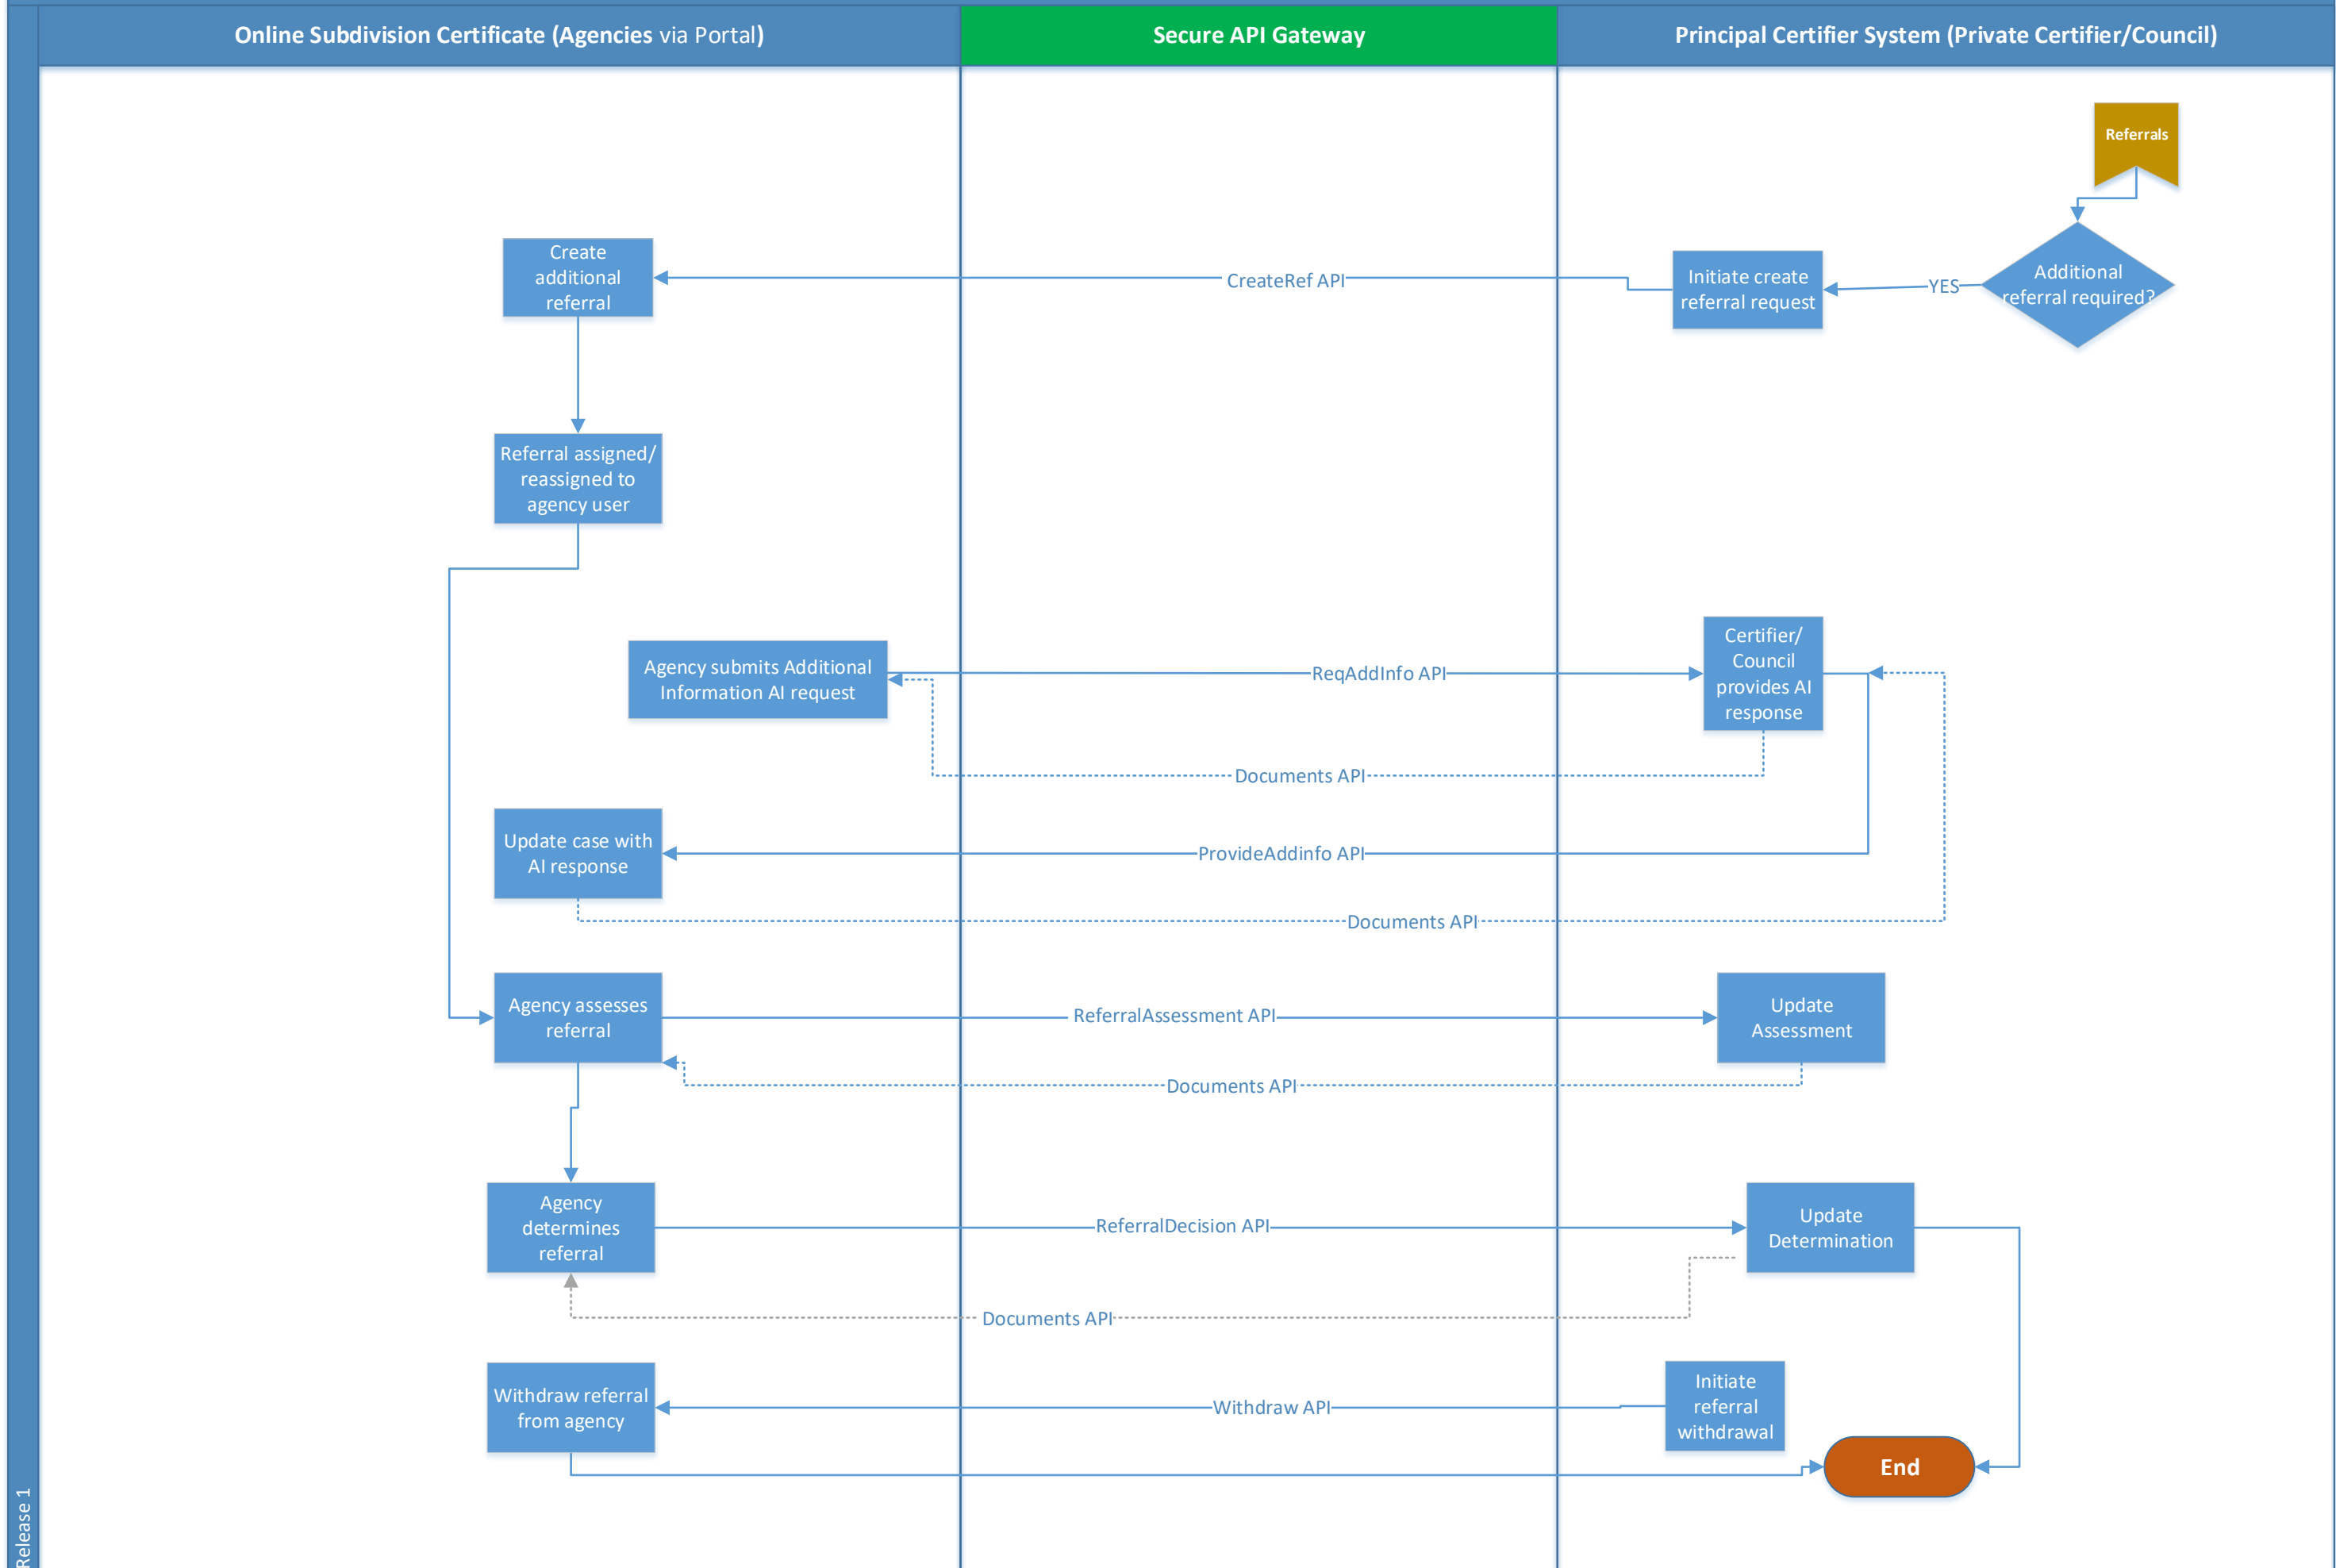 Online Subdivision Certificate (Agencies via Portal)
Secure API Gateway
Principal Certifier System (Private Certifier/Council)
Referrals
Create
additional
referral
CreateRef API
Initiate create
referral request
YES
Additional
referral required?
Referral assigned/
reassigned to
agency user
Agency submits Additional
Information AI request
ReqAddInfo API
Certifier/
Council
provides AI
response
Documents API
Update case with
AI response
ProvideAddinfo API
Documents API
Agency assesses
referral
ReferralAssessment API
Update
Assessment
Documents API
Agency
determines
referral
ReferralDecision API
Update
Determination
Documents API
Withdraw referral
from agency
Withdraw API
Initiate
referral
withdrawal
End
Release 1